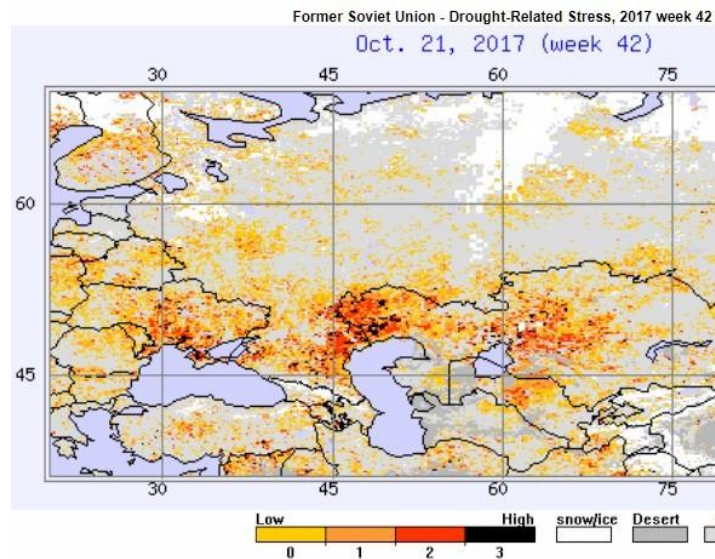 Former Soviet Union - Drought-Related Stress, 2017 week 42
Oct. 21, 2017 (week 42)
30 45 60 75
60
45
30 45 60 75
Low High snow/ice Desert
0 1 2 3